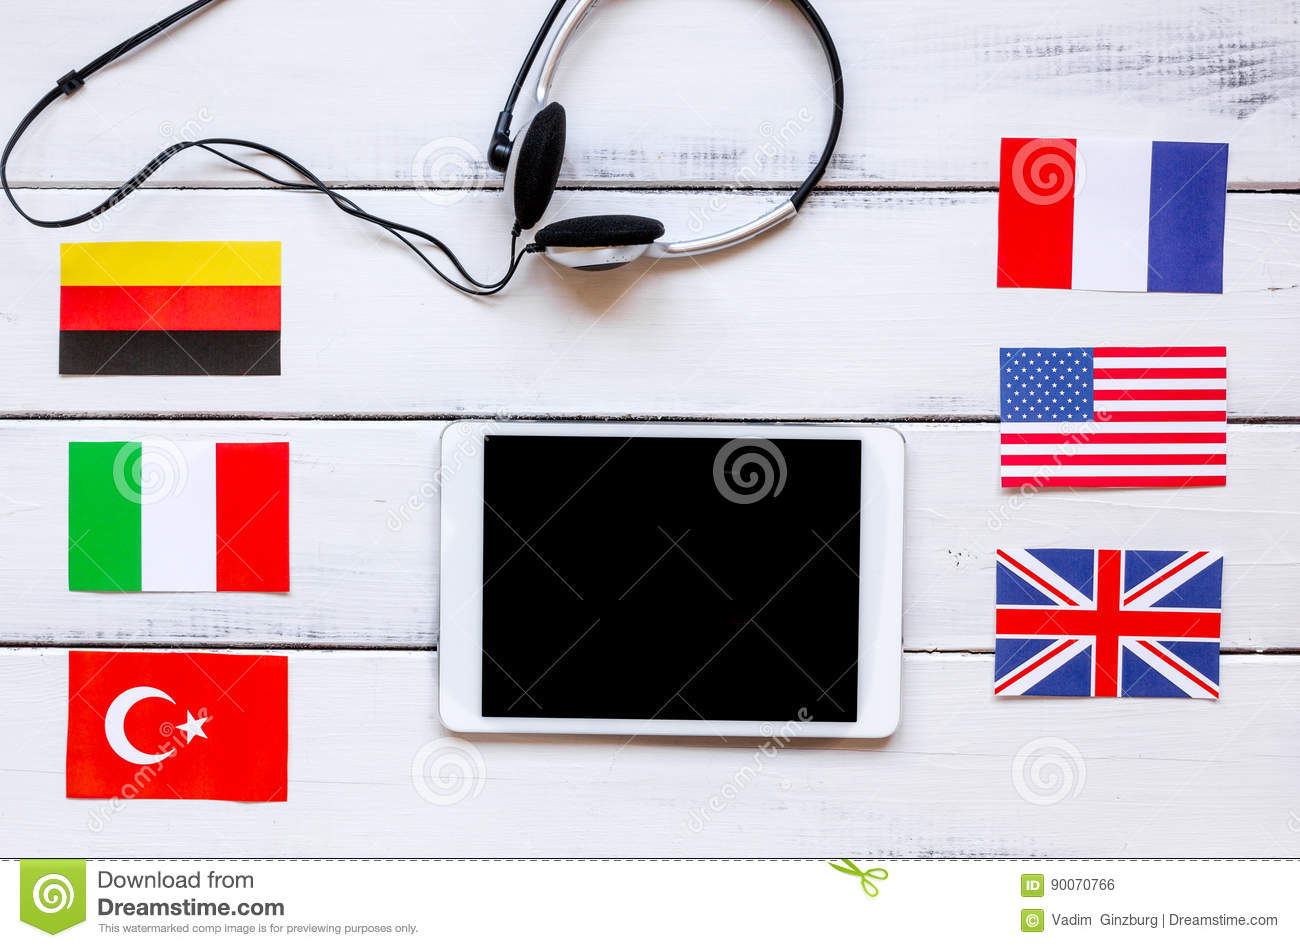 Download from
Dreamstime.com
This watermarked comp image is for previewing purposes only.
ID 90070766
© Vadim Ginzburg | Dreamstime.com